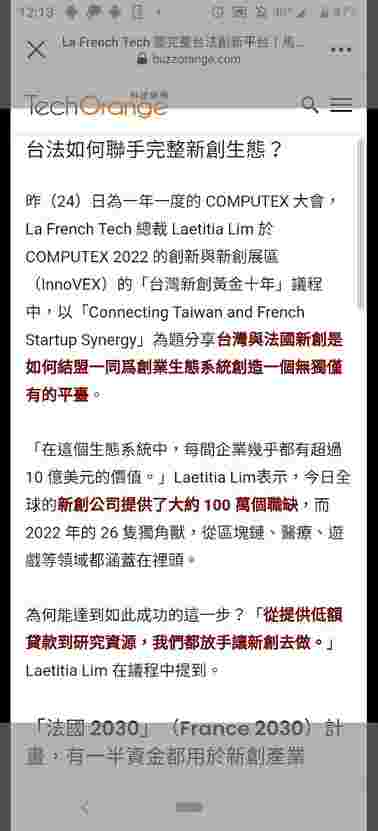 12:13
La French Tech 要完整台法創新平台！馬...
buzzorange.com
TechOrange
台法如何聯手完整新創生態？
昨（24）日為一年一度的 COMPUTEX 大會，
La French Tech 總裁 Laetitia Lim 於
COMPUTEX 2022 的創新與新創展區
（InnoVEX）的「台灣新創黃金十年」議程
中，以「Connecting Taiwan and French
Startup Synergy」為題分享台灣與法國新創是
如何結盟一同為創業生態系統創造一個無獨僅
有的平臺。
「在這個生態系統中，每間企業幾乎都有超過
10 億美元的價值。」Laetitia Lim表示，今日全
球的新創公司提供了大約 100 萬個職缺，而
2022 年的 26 隻獨角獸，從區塊鏈、醫療、遊
戲等領域都涵蓋在裡頭。
為何能達到如此成功的這一步？「從提供低額
貸款到研究資源，我們都放手讓新創去做。」
Laetitia Lim 在議程中提到。
「法國 2030」（France 2030）計
畫，有一半資金都用於新創產業